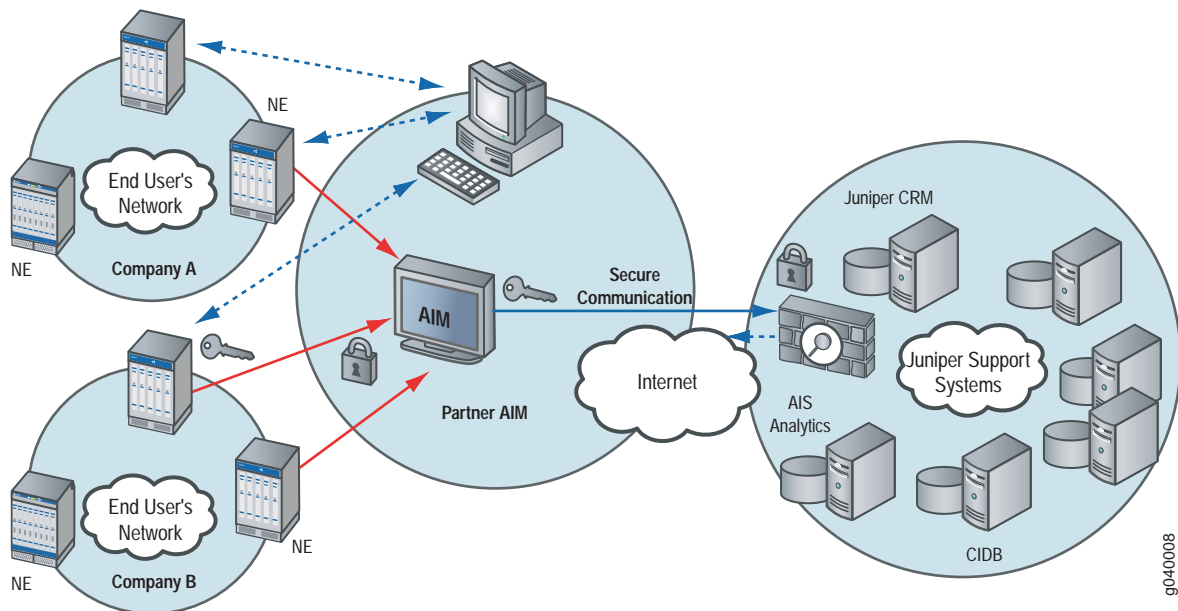 NE
End User's
Network
NE
Company A
AIM
Partner AIM
Secure
Communication
Internet
Juniper CRM
Juniper Support
Systems
AIS
Analytics
CIDB
End User's
Network
NE
NE
Company B
g040008